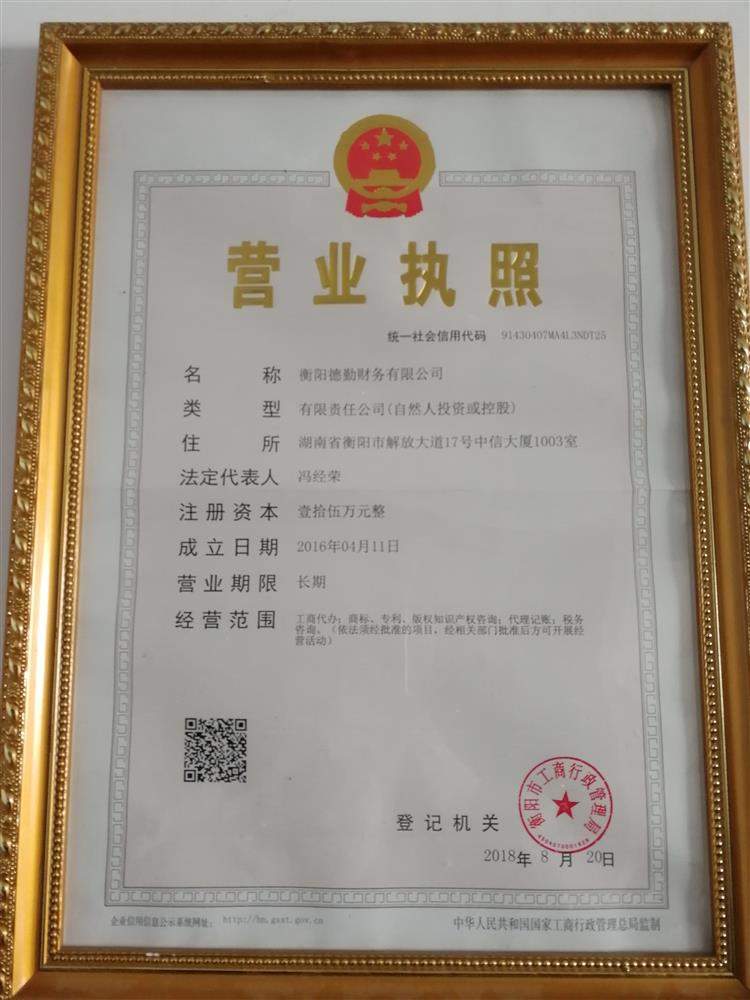 营业执照
统一社会信用代码 91430407MA4L3NDT25
名称 衡阳德勤财务有限公司
类型 有限责任公司(自然人投资或控股)
住所 湖南省衡阳市解放大道17号中信大厦1003室
法定代表人 冯经荣
注册资本 壹拾伍万元整
成立日期 2016年04月11日
营业期限 长期
经营范围 工商代办；商标、专利、版权知识产权咨询；代理记账；税务
咨询。（依法须经批准的项目，经相关部门批准后方可开展经
营活动）
衡阳市工商行政管理局
登记机关
2018年 8月 20日
企业信用信息公示系统网址： http://hn.gsxt.gov.cn
中华人民共和国国家工商行政管理总局监制